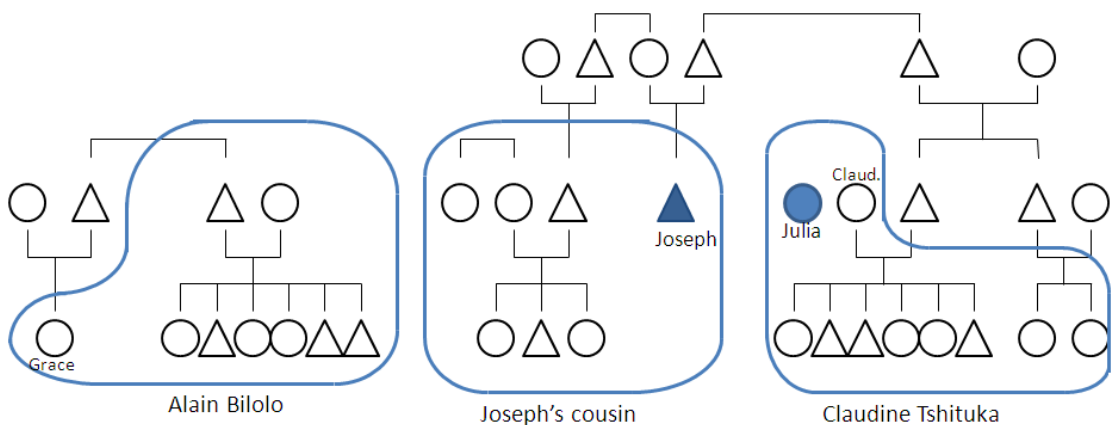 Claud.
Julia
Joseph
Grace
Alain Bilolo
Joseph's cousin
Claudine Tshituka